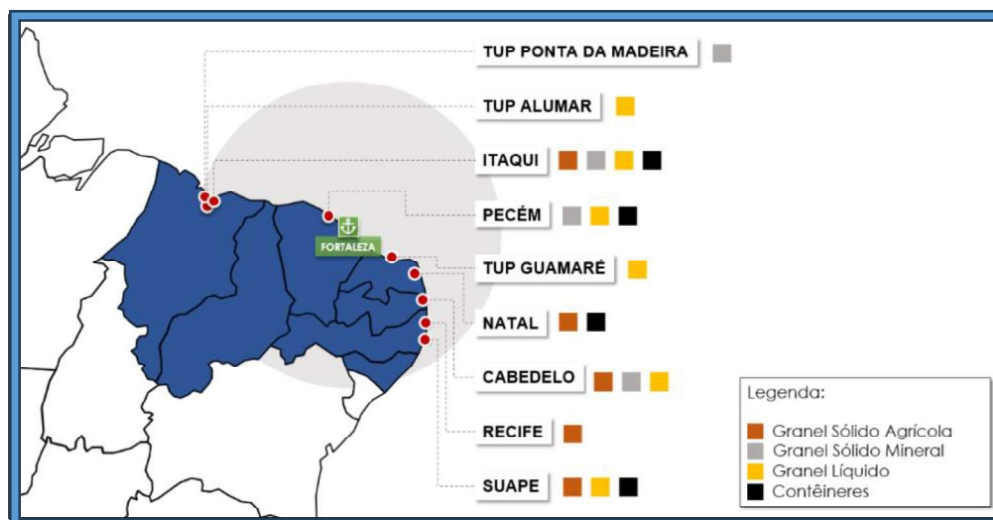 TUP PONTA DA MADEIRA
TUP ALUMAR
ITAQUI
PECÉM
FORTALEZA
TUP GUAMARÉ
NATAL
CABEDELO
RECIFE
SUAPE
Legenda:
Granel Sólido Agrícola
Granel Sólido Mineral
Granel Líquido
Contêineres